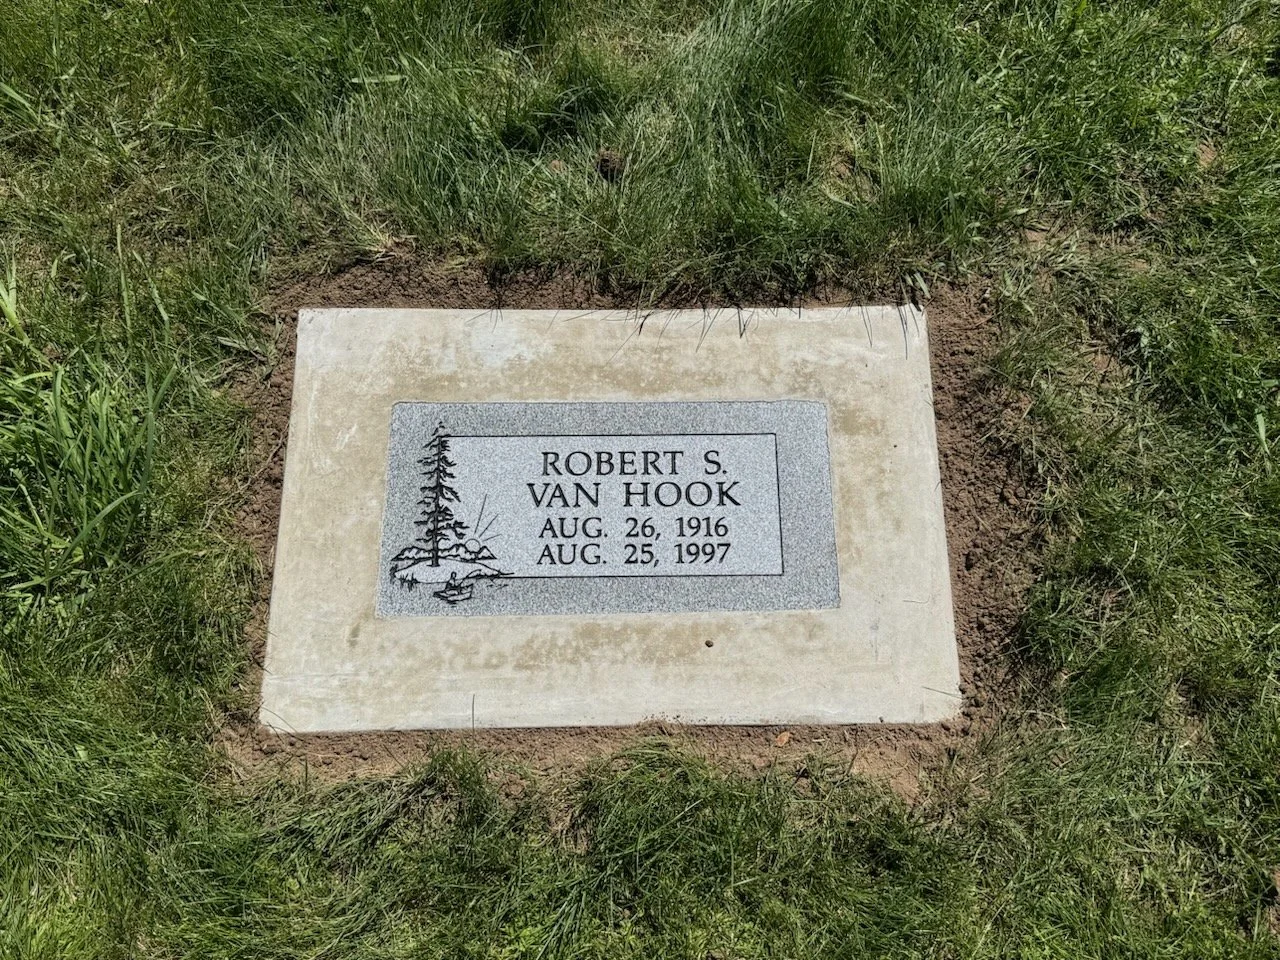 ROBERT S.
VAN HOOK
AUG. 26, 1916
AUG. 25, 1997